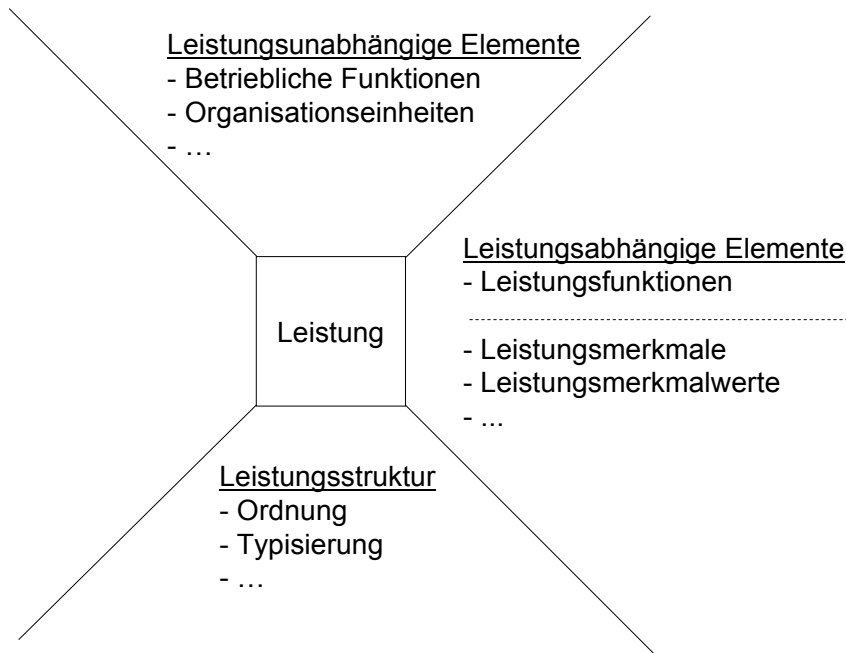 Leistungsunabhängige Elemente
- Betriebliche Funktionen
- Organisationseinheiten
- …
Leistungsabhängige Elemente
- Leistungsfunktionen
- Leistungsmerkmale
- Leistungsmerkmalwerte
- ...
Leistung
Leistungsstruktur
- Ordnung
- Typisierung
- …